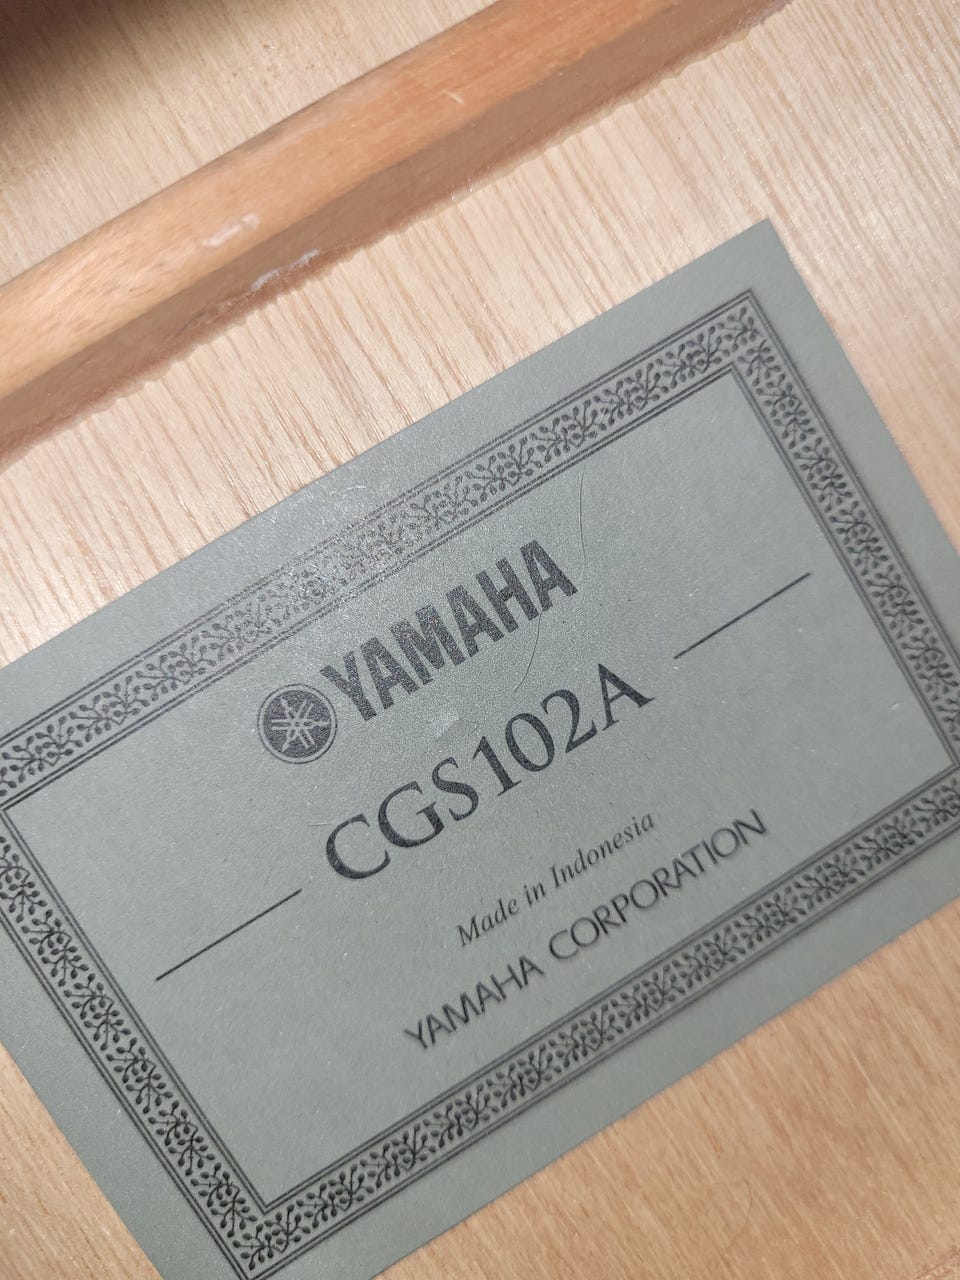 YAMAHA
CGS102A
Made in Indonesia
YAMAHA CORPORATION